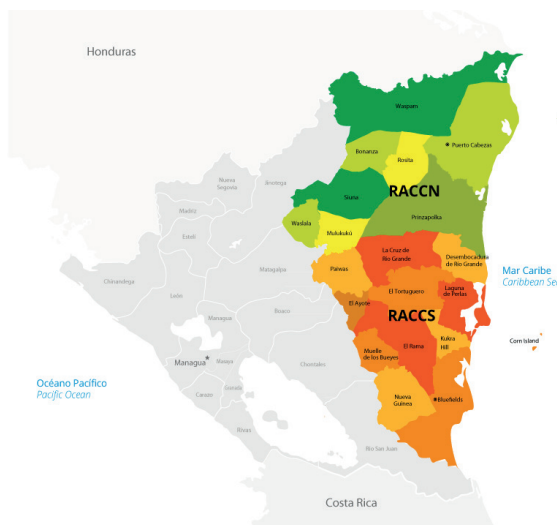 Honduras
Waspam
Bonanza
Rosita
Puerto Cabezas
Nueva
Segovia
Jinotega
Siuna
RACCN
Madriz
Estelí
Waslala
Mulukukú
Prinzapolka
La Cruz de
Río Grande
Desembocadura
de Río Grande
Mar Caribe
Caribbean Sea
Chinandega
León
Matagalpa
Paiwas
El Tortuguero
Laguna
de Perlas
El Ayote
Boaco
Managua
RACCS
Kukra
Hill
Corn Island
Managua
Masaya
Chontales
Muelle
de los Bueyes
El Rama
Océano Pacífico
Pacific Ocean
Carazo
Granada
Nueva
Guinea
Bluefields
Rivas
Río San Juan
Costa Rica